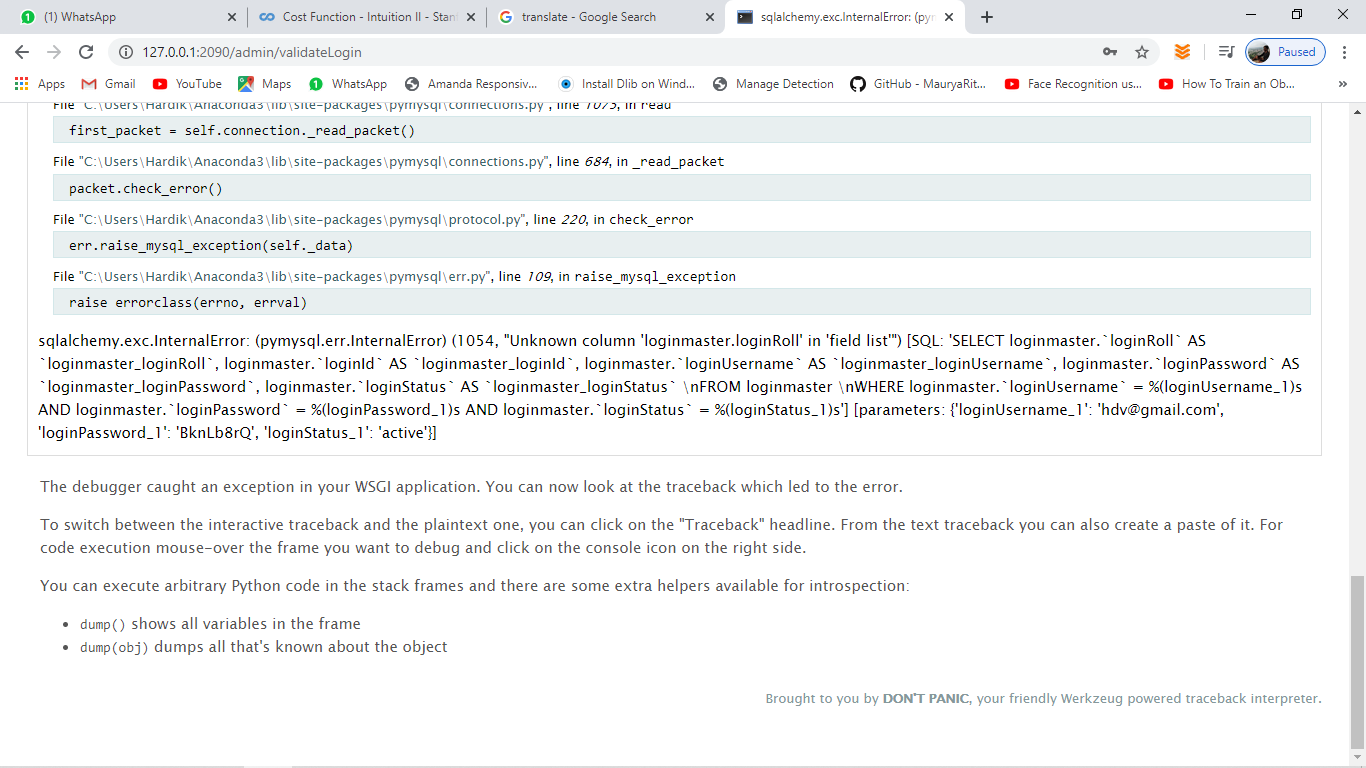 (1) WhatsApp
Cost Function - Intuition II - Stan
translate - Google Search
sqlalchemy.exc.InternalError: (pyr
127.0.0.1:2090/admin/validateLogin
Paused
Apps
Gmail
YouTube
Maps
WhatsApp
Amanda Responsiv...
Install Dlib on Wind...
Manage Detection
GitHub - MauryaRit...
Face Recognition us...
How To Train an Ob...
»
File "C:\Users\Hardik\Anaconda3\lib\site-packages\pymysql\connections.py", line 1075, in read
first_packet = self.connection._read_packet()
File "C:\Users\Hardik\Anaconda3\lib\site-packages\pymysql\connections.py", line 684, in _read_packet
packet.check_error()
File "C:\Users\Hardik\Anaconda3\lib\site-packages\pymysql\protocol.py", line 220, in check_error
err.raise_mysql_exception(self._data)
File "C:\Users\Hardik\Anaconda3\lib\site-packages\pymysql\err.py", line 109, in raise_mysql_exception
raise errorclass(errno, errval)
sqlalchemy.exc.InternalError: (pymysql.err.InternalError) (1054, "Unknown column 'loginmaster.loginRoll' in 'field list'") [SQL: 'SELECT loginmaster.`loginRoll` AS
`loginmaster_loginRoll`, loginmaster.`loginId` AS `loginmaster_loginId`, loginmaster.`loginUsername` AS `loginmaster_loginUsername`, loginmaster.`loginPassword` AS
`loginmaster_loginPassword`, loginmaster.`loginStatus` AS `loginmaster_loginStatus` \nFROM loginmaster \nWHERE loginmaster.`loginUsername` = %(loginUsername_1)s
AND loginmaster.`loginPassword` = %(loginPassword_1)s AND loginmaster.`loginStatus` = %(loginStatus_1)s'] [parameters: {'loginUsername_1': 'hdv@gmail.com',
'loginPassword_1': 'BknLb8rQ', 'loginStatus_1': 'active'}]
The debugger caught an exception in your WSGI application. You can now look at the traceback which led to the error.
To switch between the interactive traceback and the plaintext one, you can click on the "Traceback" headline. From the text traceback you can also create a paste of it. For
code execution mouse-over the frame you want to debug and click on the console icon on the right side.
You can execute arbitrary Python code in the stack frames and there are some extra helpers available for introspection:
• dump() shows all variables in the frame
• dump(obj) dumps all that's known about the object
Brought to you by DON'T PANIC, your friendly Werkzeug powered traceback interpreter.